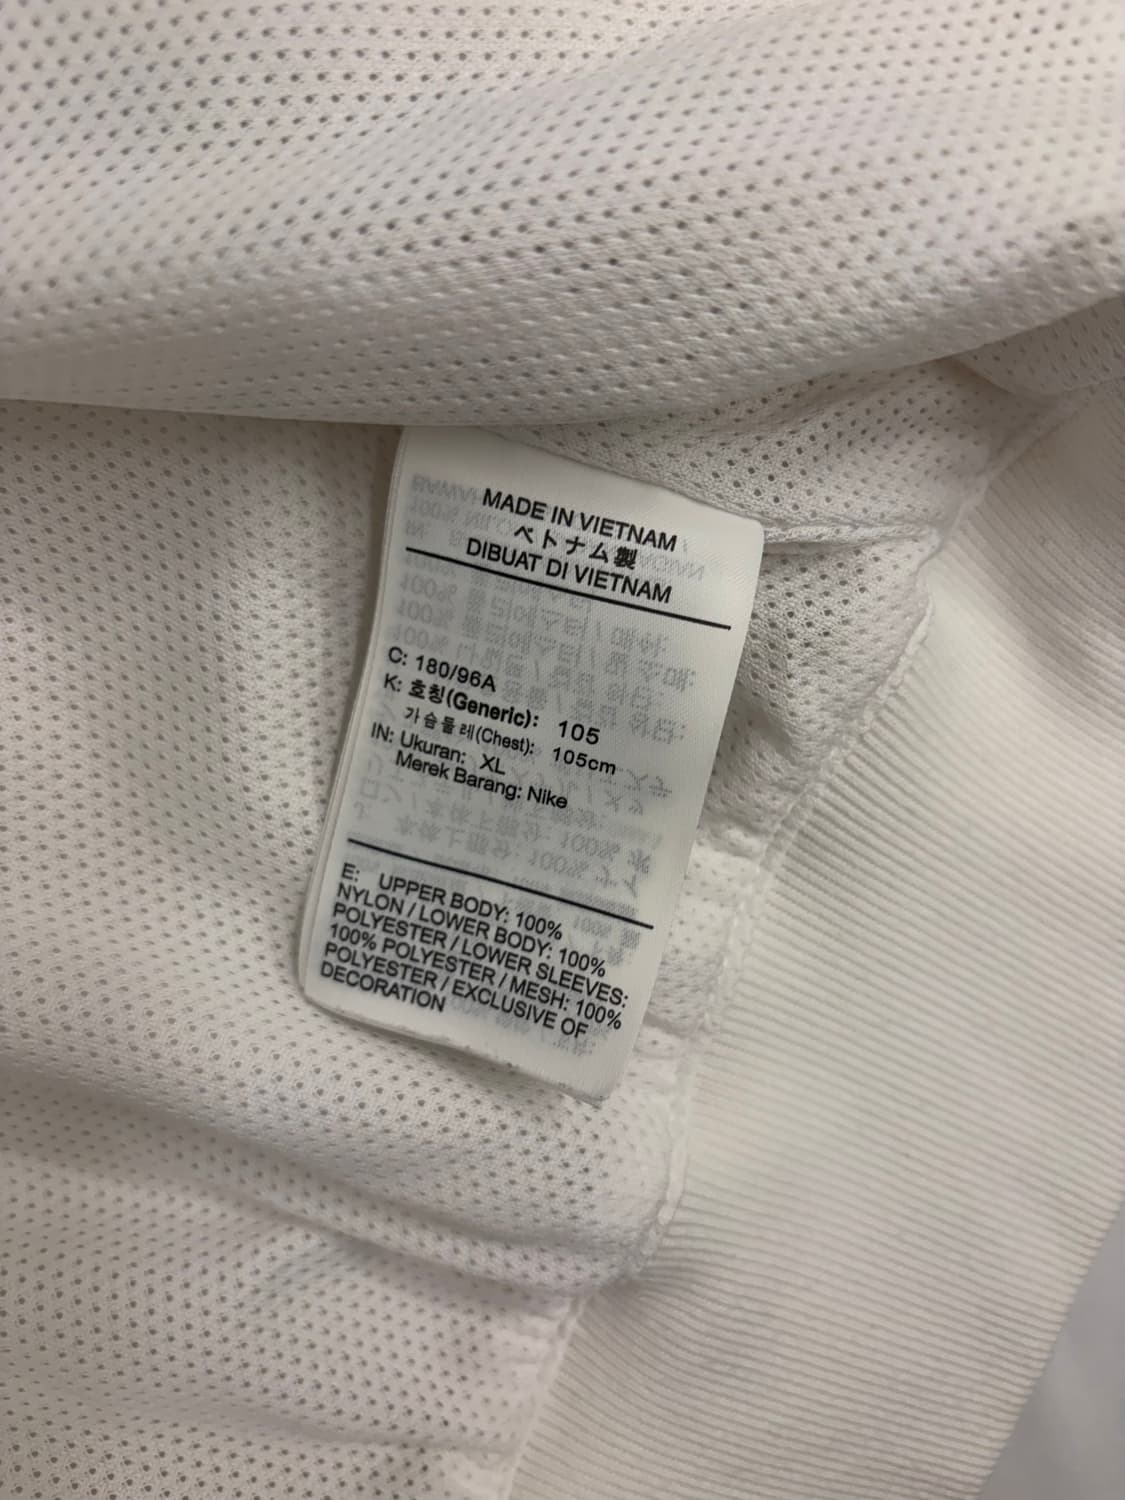 MADE IN VIETNAM
ベトナム製
DIBUAT DI VIETNAM
C: 180/96A
K: 호칭(Generic): 105
가슴둘레(Chest): 105cm
IN: Ukuran: XL
Merek Barang: Nike
E: UPPER BODY: 100%
NYLON / LOWER BODY: 100%
POLYESTER / LOWER SLEEVES:
100% POLYESTER / MESH: 100%
POLYESTER / EXCLUSIVE OF
DECORATION